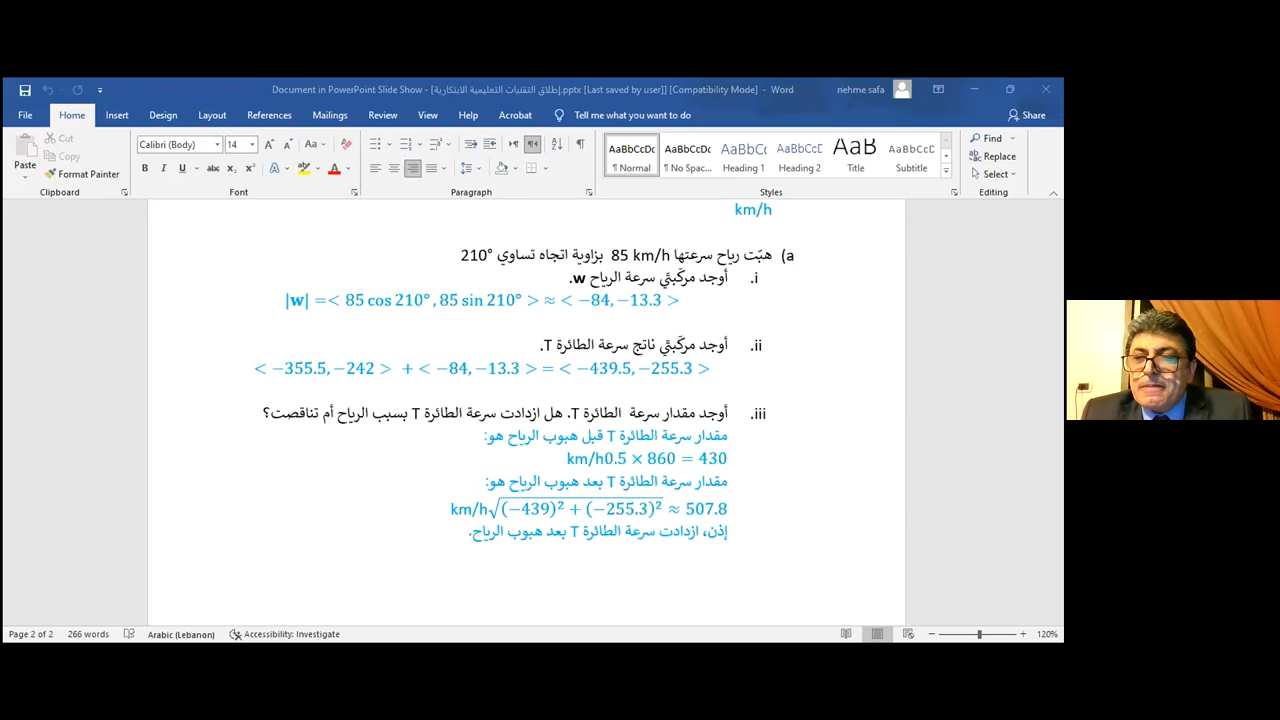 Document in PowerPoint Slide Show - [إطلاق التقنيات التعليمية الابتكارية.pptx [Last saved by user]] [Compatibility Mode] - Word
nehme safa
File Home Insert Design Layout References Mailings Review View Help Acrobat Tell me what you want to do Share
Paste
Cut
Copy
Format Painter
Clipboard
Calibri (Body) 14
Font
Paragraph
AaBbCcDc AaBbCcDc AaBbCc AaBbCcC AaB AaBbCcC
¶ Normal ¶ No Spac... Heading 1 Heading 2 Title Subtitle
Styles
Find
Replace
Select
Editing
km/h
a) هبّت رياح سرعتها 85 km/h بزاوية اتجاه تساوي 210°
i. أوجد مركّبتَي سرعة الرياح w.
|w| =< 85 cos 210° , 85 sin 210° > ≈ < −84, −13.3 >
ii. أوجد مركّبتَي ناتج سرعة الطائرة T.
< −355.5, −242 > + < −84, −13.3 > = < −439.5, −255.3 >
iii. أوجد مقدار سرعة الطائرة T. هل ازدادت سرعة الطائرة T بسبب الرياح أم تناقصت؟
مقدار سرعة الطائرة T قبل هبوب الرياح هو:
km/h0.5 × 860 = 430
مقدار سرعة الطائرة T بعد هبوب الرياح هو:
km/h√(−439)² + (−255.3)² ≈ 507.8
إذن، ازدادت سرعة الطائرة T بعد هبوب الرياح.
Page 2 of 2 266 words Arabic (Lebanon) Accessibility: Investigate 120%